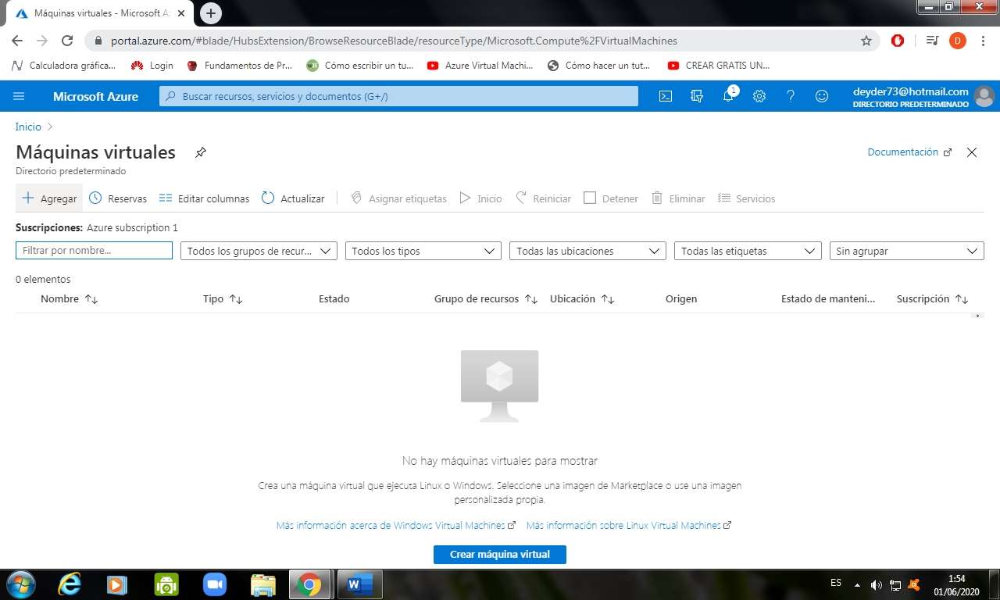 Máquinas virtuales - Microsoft Az
portal.azure.com/#blade/HubsExtension/BrowseResourceBlade/resourceType/Microsoft.Compute%2FVirtualMachines
D
Calculadora gráfica... Login Fundamentos de Pr... Cómo escribir un tu... Azure Virtual Machi... Cómo hacer un tut... CREAR GRATIS UN...
Microsoft Azure
Buscar recursos, servicios y documentos (G+/)
1
deyder73@hotmail.com
DIRECTORIO PREDETERMINADO
Inicio
Máquinas virtuales
Documentación
Directorio predeterminado
Agregar Reservas Editar columnas Actualizar Asignar etiquetas Inicio Reiniciar Detener Eliminar Servicios
Suscripciones: Azure subscription 1
Filtrar por nombre... Todos los grupos de recur... Todos los tipos Todas las ubicaciones Todas las etiquetas Sin agrupar
0 elementos
Nombre Tipo Estado Grupo de recursos Ubicación Origen Estado de manteni... Suscripción
No hay máquinas virtuales para mostrar
Crea una máquina virtual que ejecuta Linux o Windows. Seleccione una imagen de Marketplace o use una imagen
personalizada propia.
Más información acerca de Windows Virtual Machines Más información sobre Linux Virtual Machines
Crear máquina virtual
ES
1:54
01/06/2020